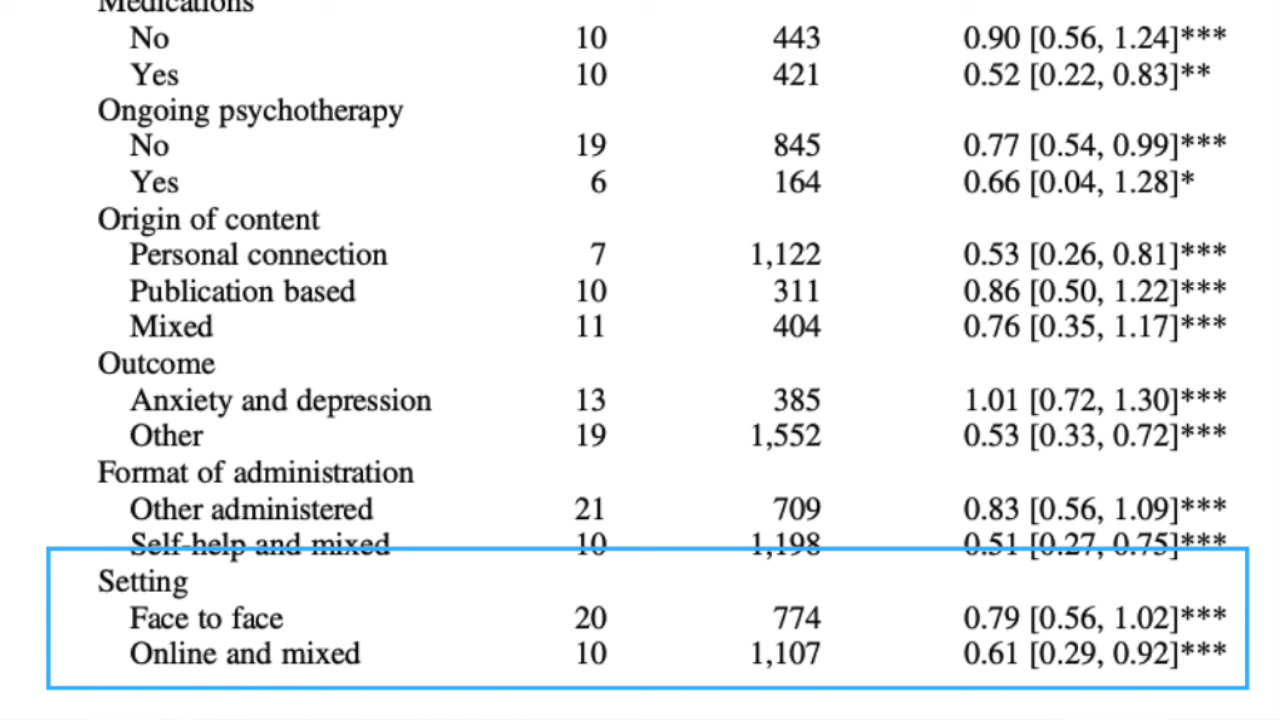 Medications
No 10 443 0.90 [0.56, 1.24]***
Yes 10 421 0.52 [0.22, 0.83]**
Ongoing psychotherapy
No 19 845 0.77 [0.54, 0.99]***
Yes 6 164 0.66 [0.04, 1.28]*
Origin of content
Personal connection 7 1,122 0.53 [0.26, 0.81]***
Publication based 10 311 0.86 [0.50, 1.22]***
Mixed 11 404 0.76 [0.35, 1.17]***
Outcome
Anxiety and depression 13 385 1.01 [0.72, 1.30]***
Other 19 1,552 0.53 [0.33, 0.72]***
Format of administration
Other administered 21 709 0.83 [0.56, 1.09]***
Self-help and mixed 10 1,198 0.51 [0.27, 0.75]***
Setting
Face to face 20 774 0.79 [0.56, 1.02]***
Online and mixed 10 1,107 0.61 [0.29, 0.92]***